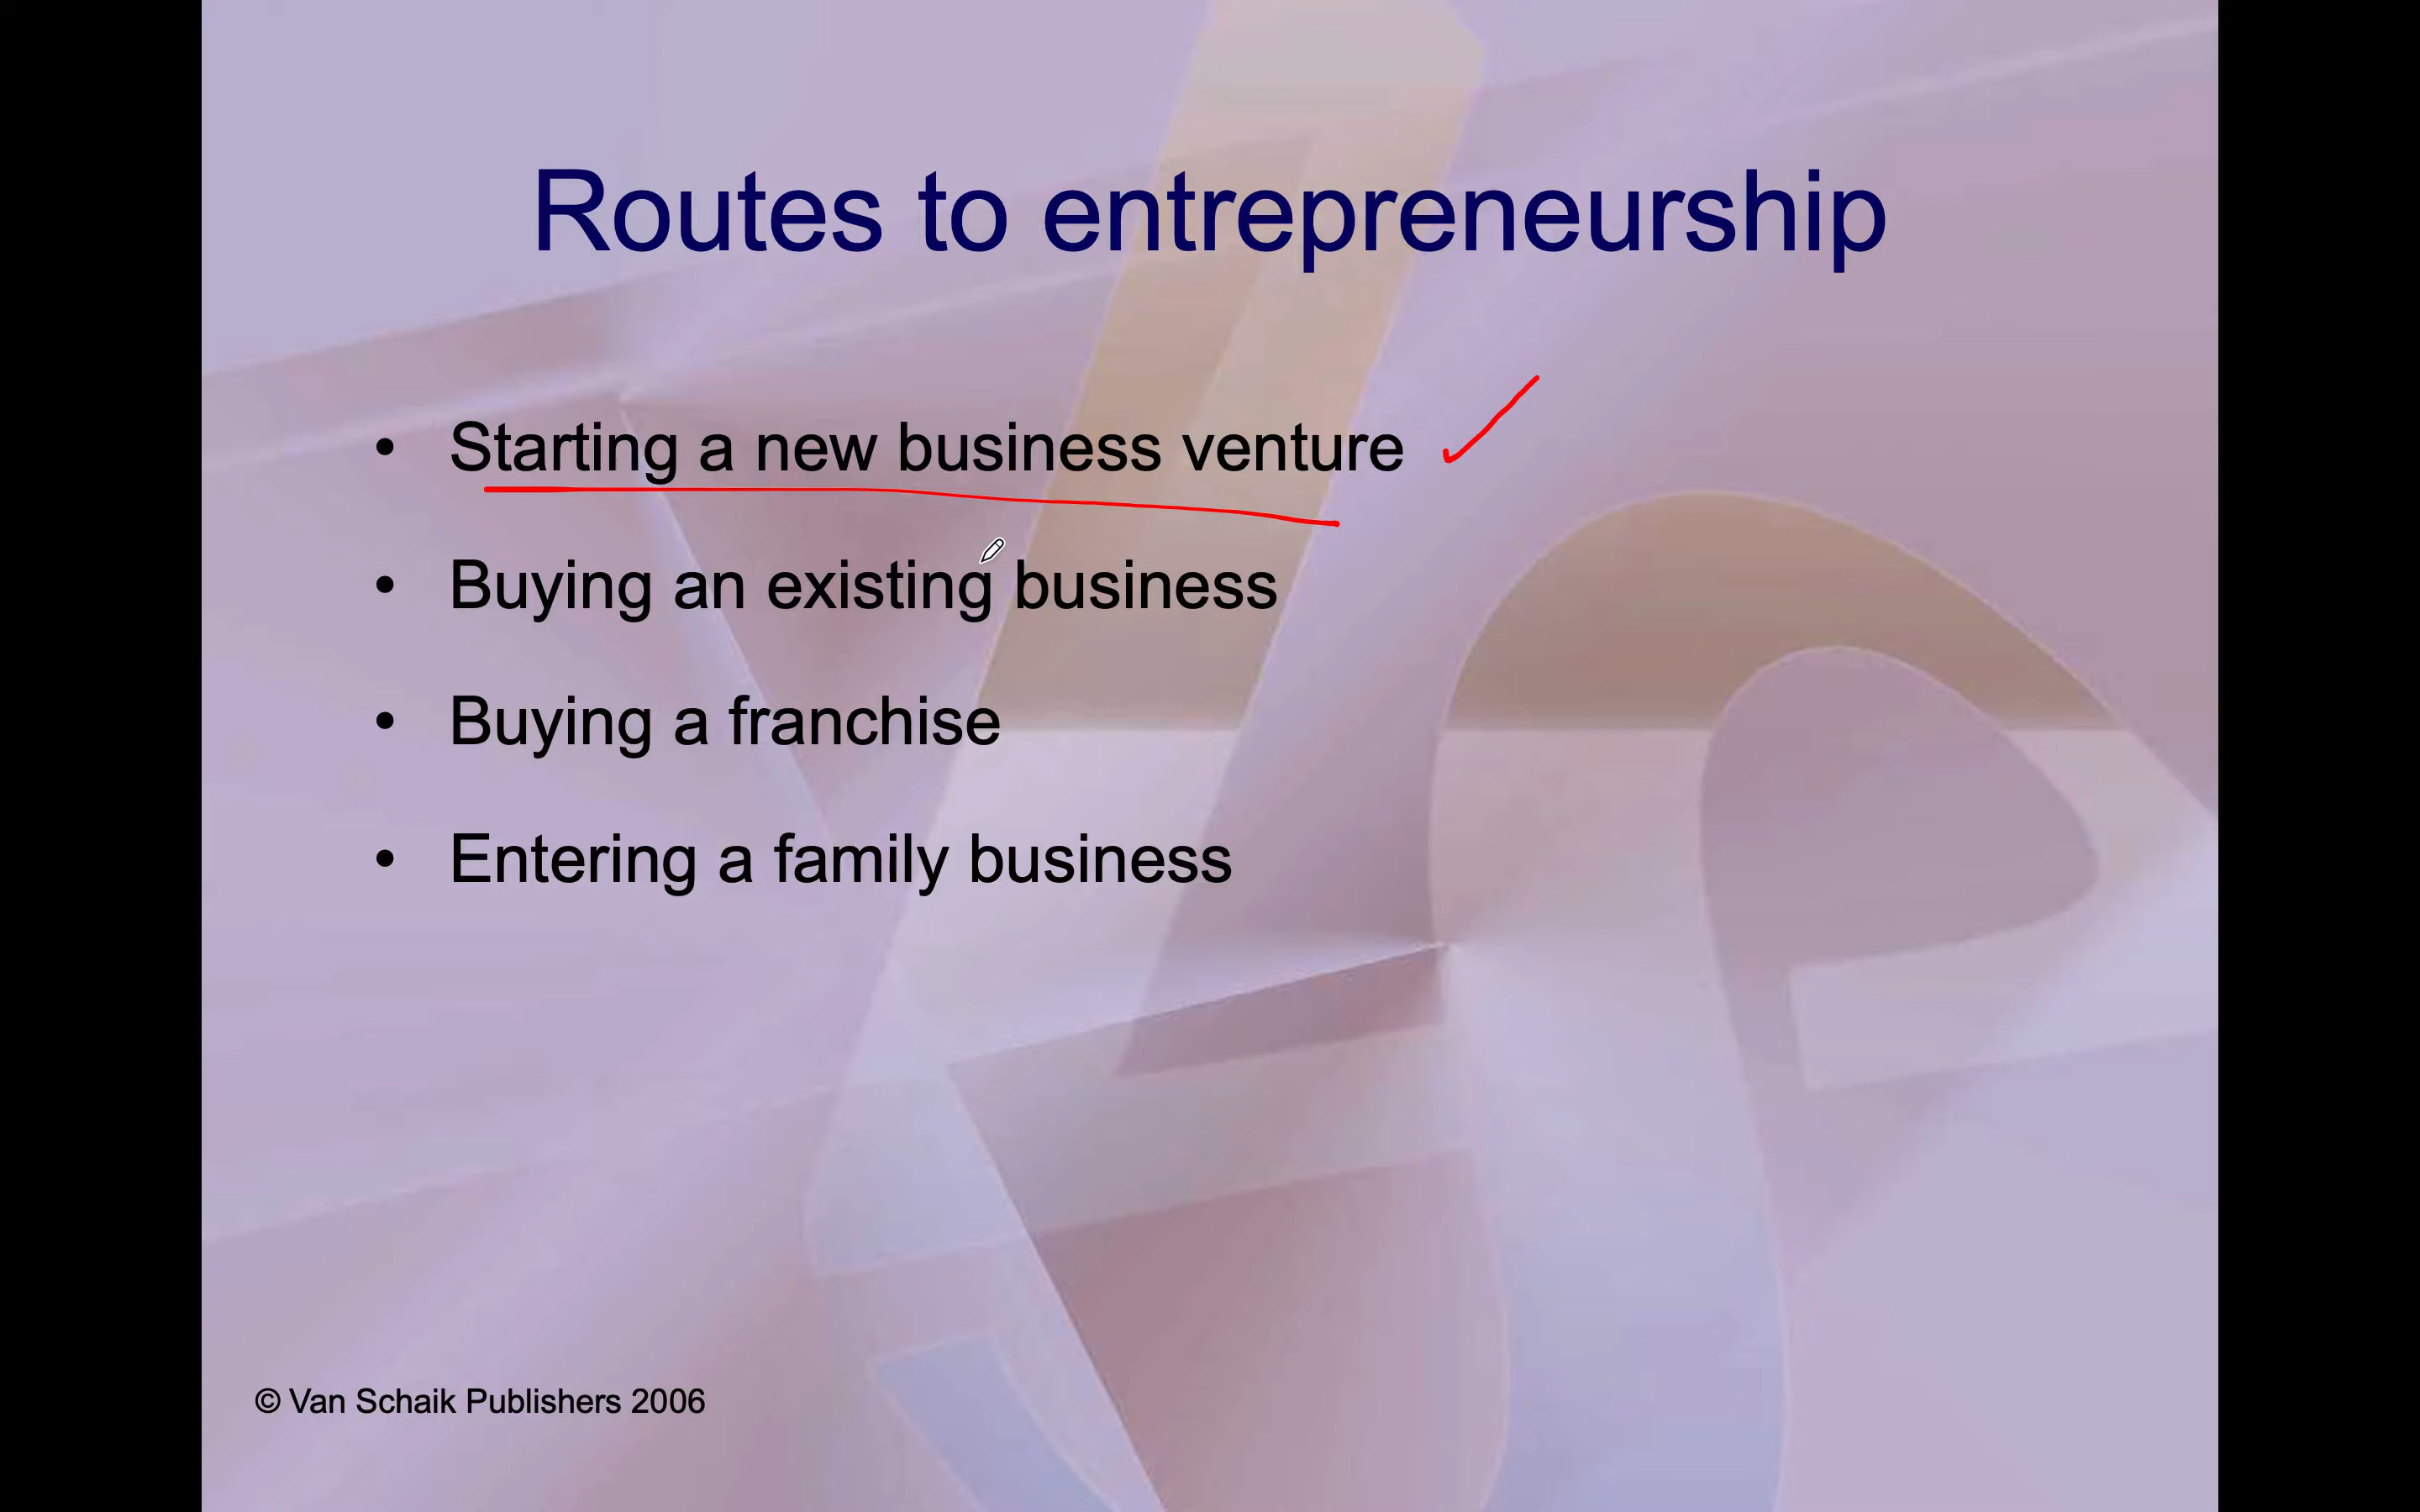 Routes to entrepreneurship
• Starting a new business venture
• Buying an existing business
• Buying a franchise
• Entering a family business
© Van Schaik Publishers 2006